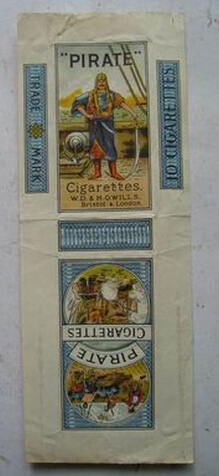 "PIRATE"
TRADE MARK
10 CIGARETTES
Cigarettes.
W.D. & H.O. WILLS.
Bristol & London.
CIGARETTES
PIRATE